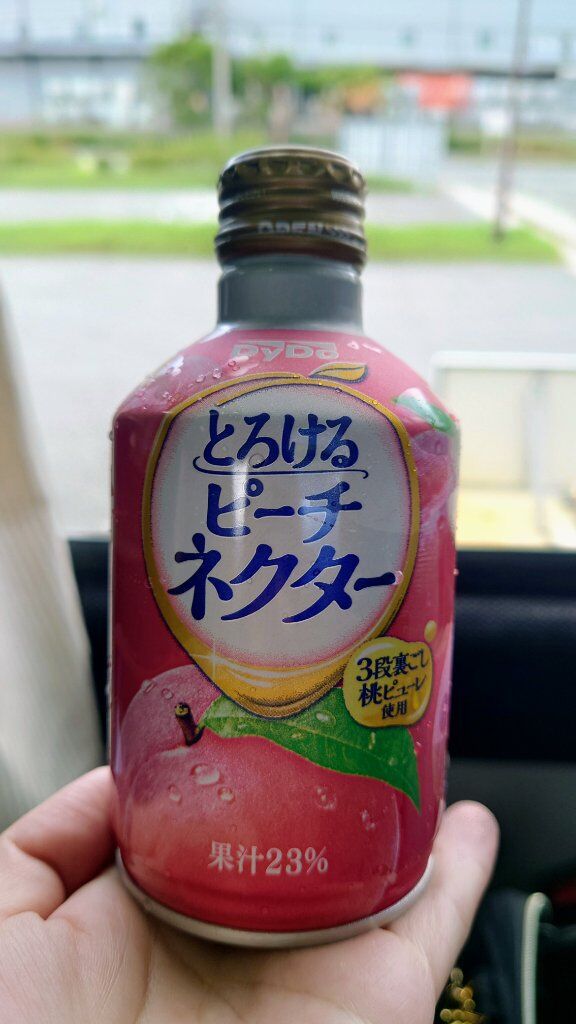 DyDo
とろける
ピーチ
ネクター
3段裏ごし
桃ピューレ
使用
果汁23%